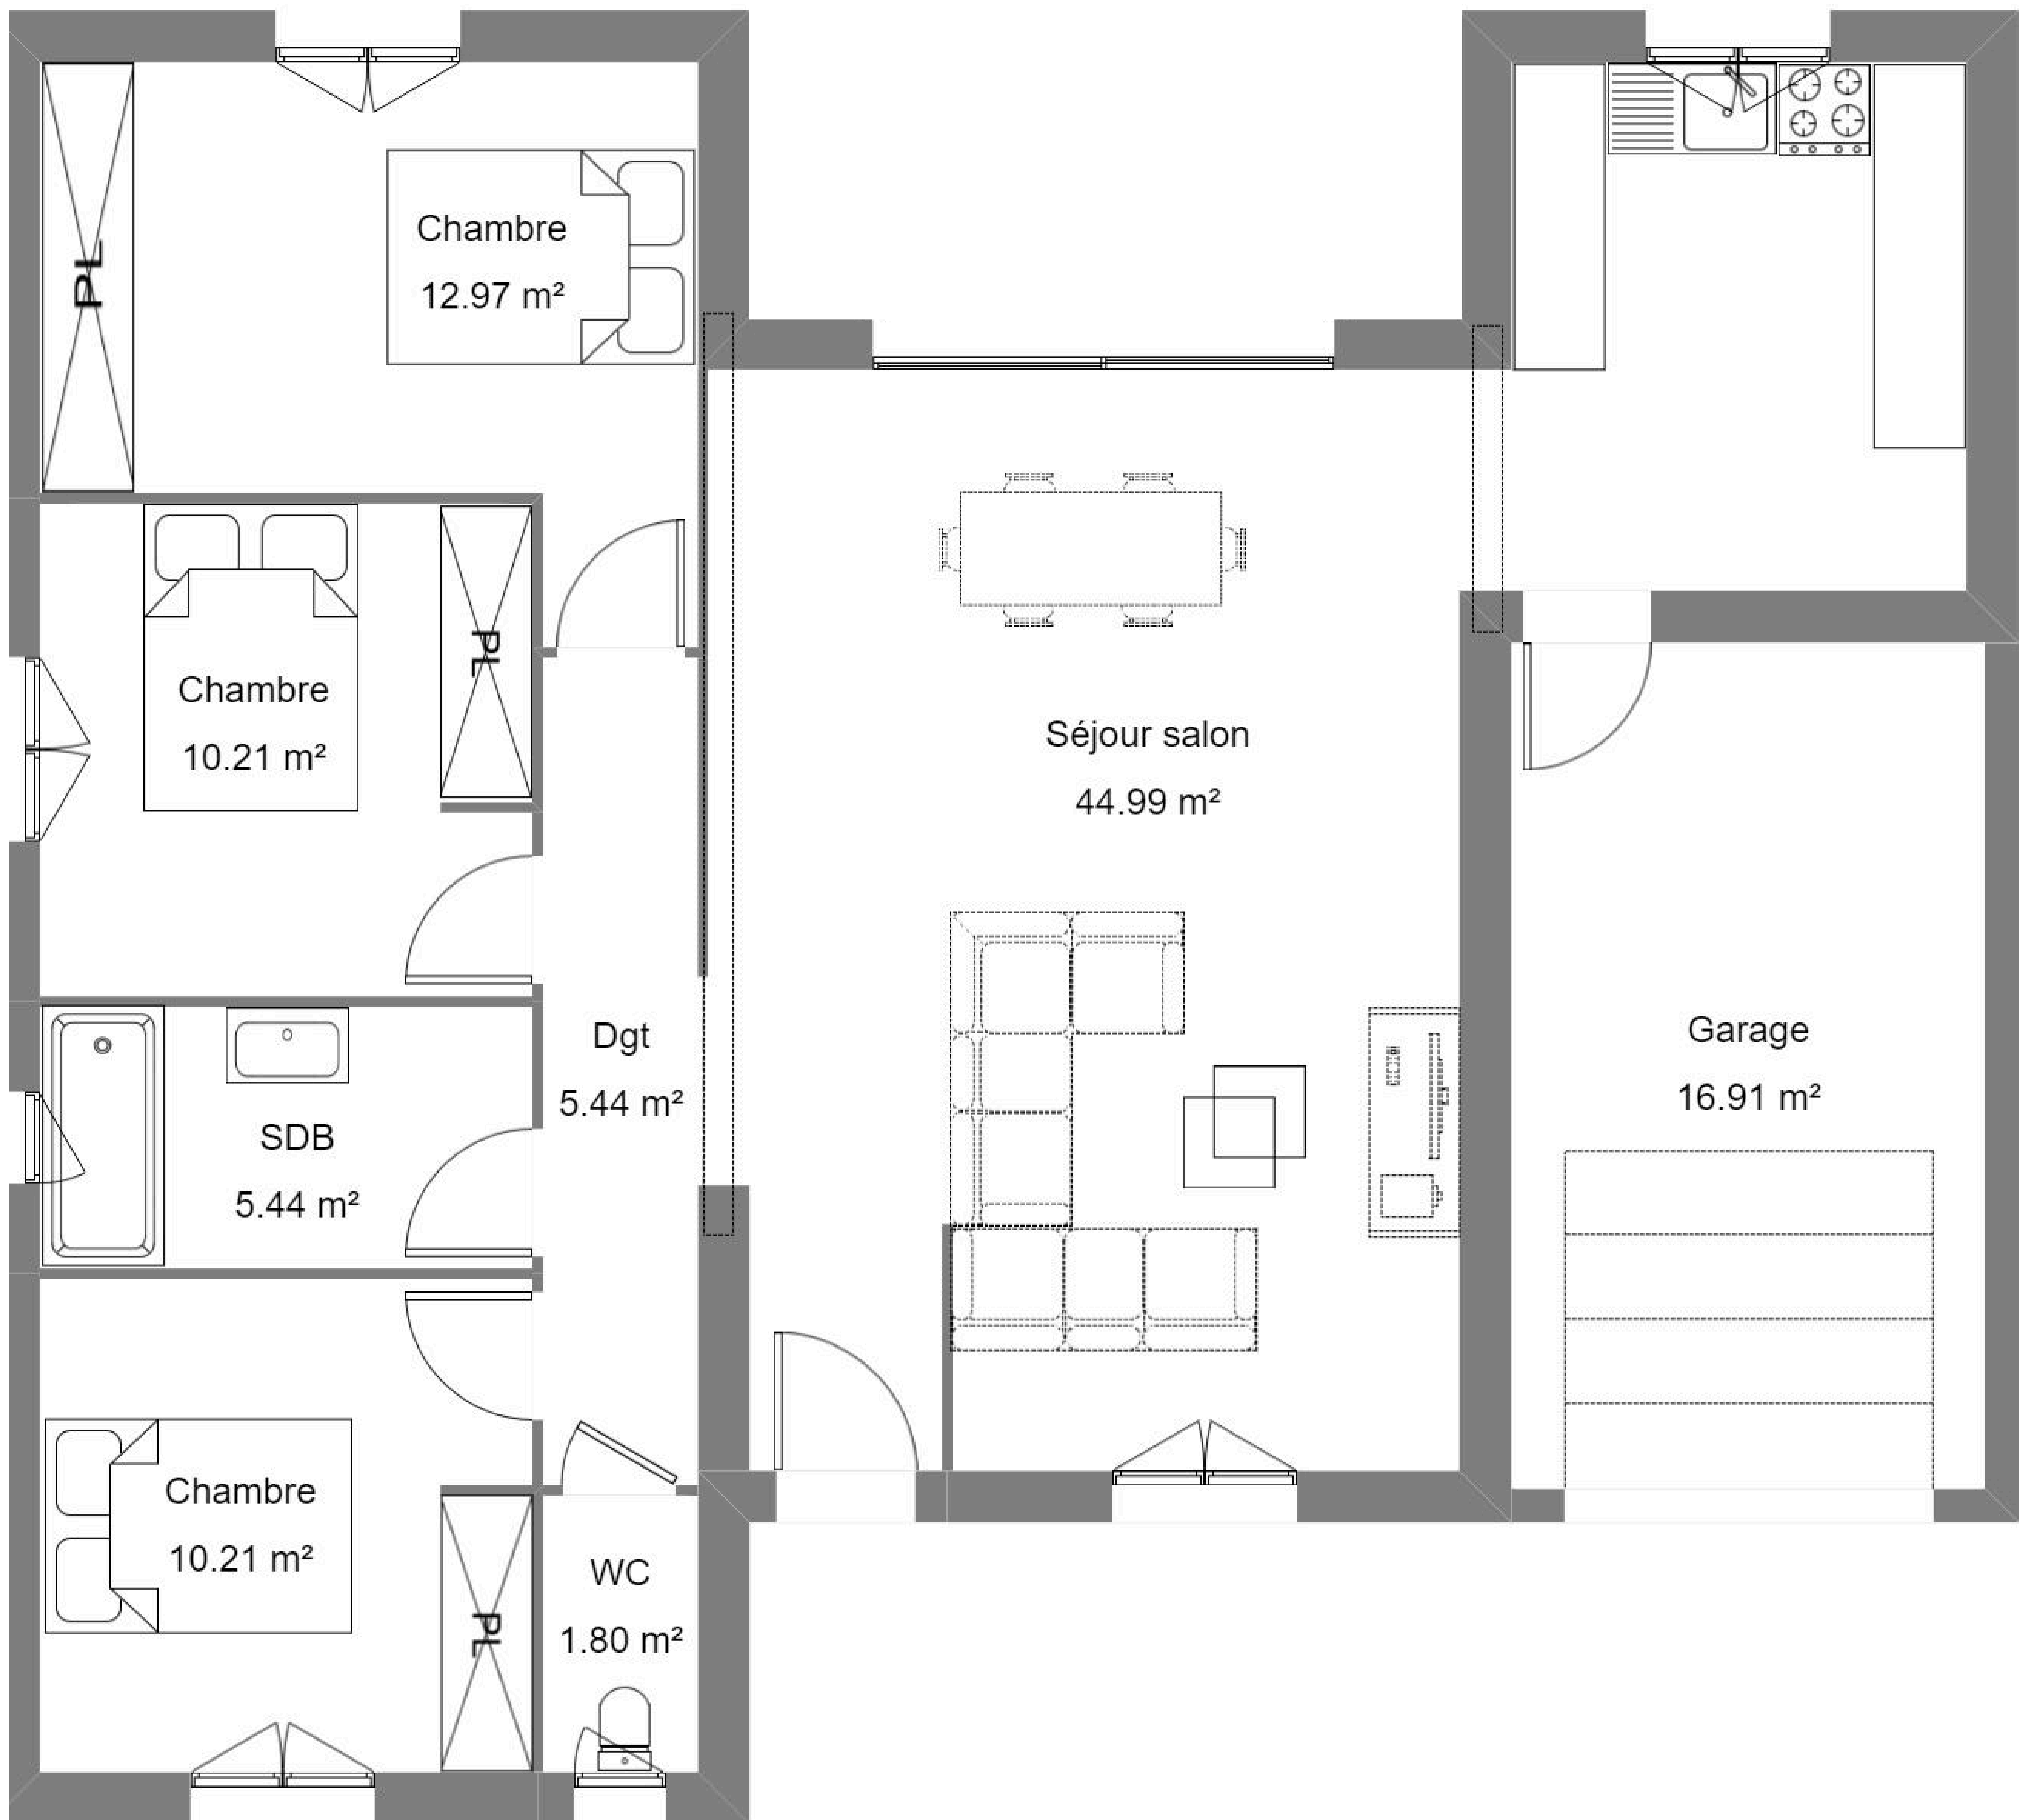 PL
Chambre
12.97 m²
Chambre
10.21 m²
PL
Séjour salon
44.99 m²
Dgt
5.44 m²
Garage
16.91 m²
SDB
5.44 m²
Chambre
10.21 m²
PL
WC
1.80 m²